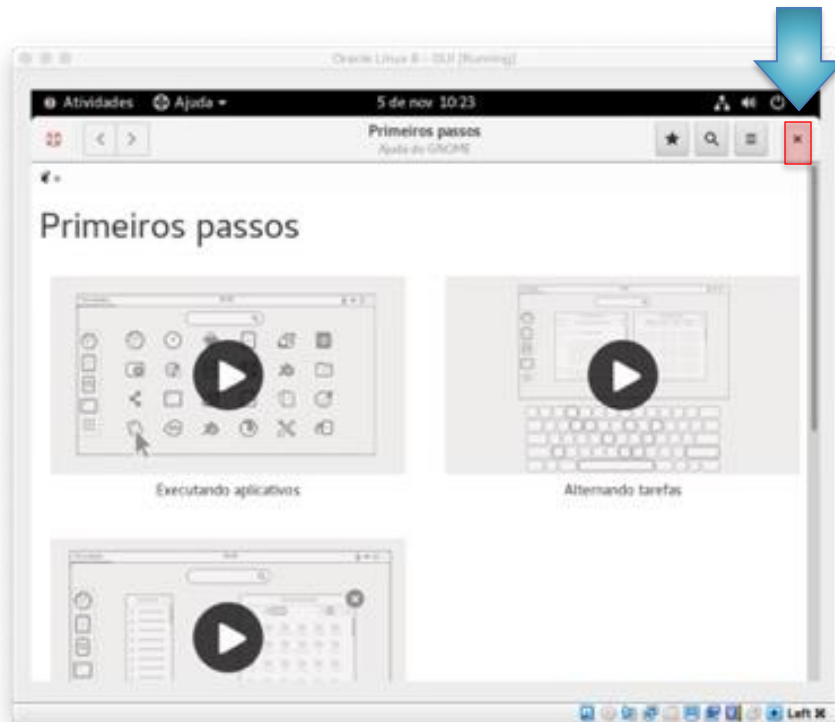 Oracle Linux 8 - GUI [Running]
Atividades Ajuda 5 de nov 10:23
Primeiros passos
Ajuda do GNOME
Primeiros passos
Executando aplicativos
Alternando tarefas
Left ⌘